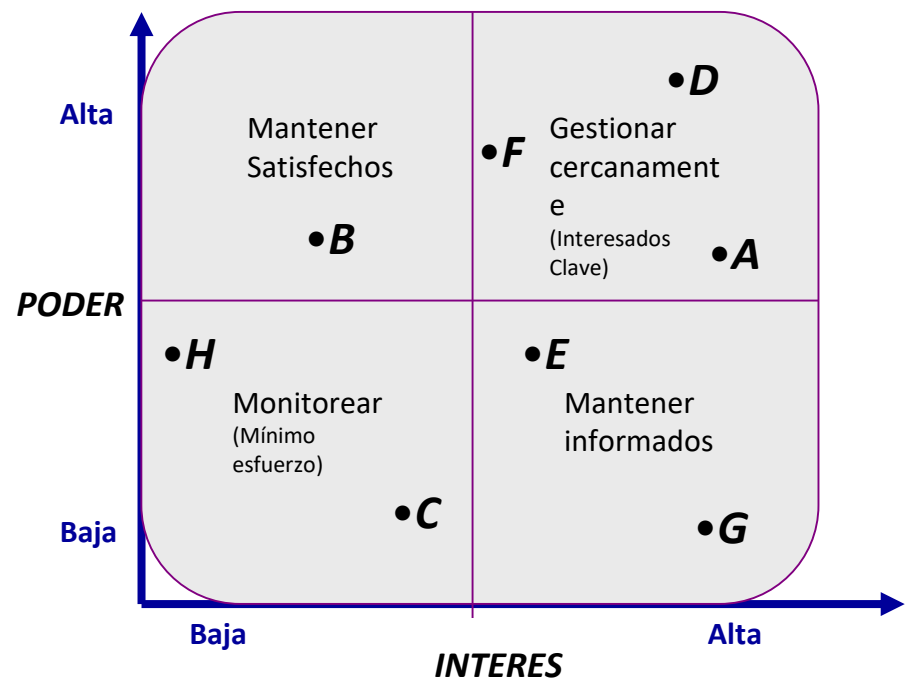 •D
Alta
Mantener
Satisfechos
•F
Gestionar
cercanament
e
(Interesados
Clave)
•B
•A
PODER
•H
•E
Monitorear
(Mínimo
esfuerzo)
Mantener
informados
•C
•G
Baja
Baja
Alta
INTERES